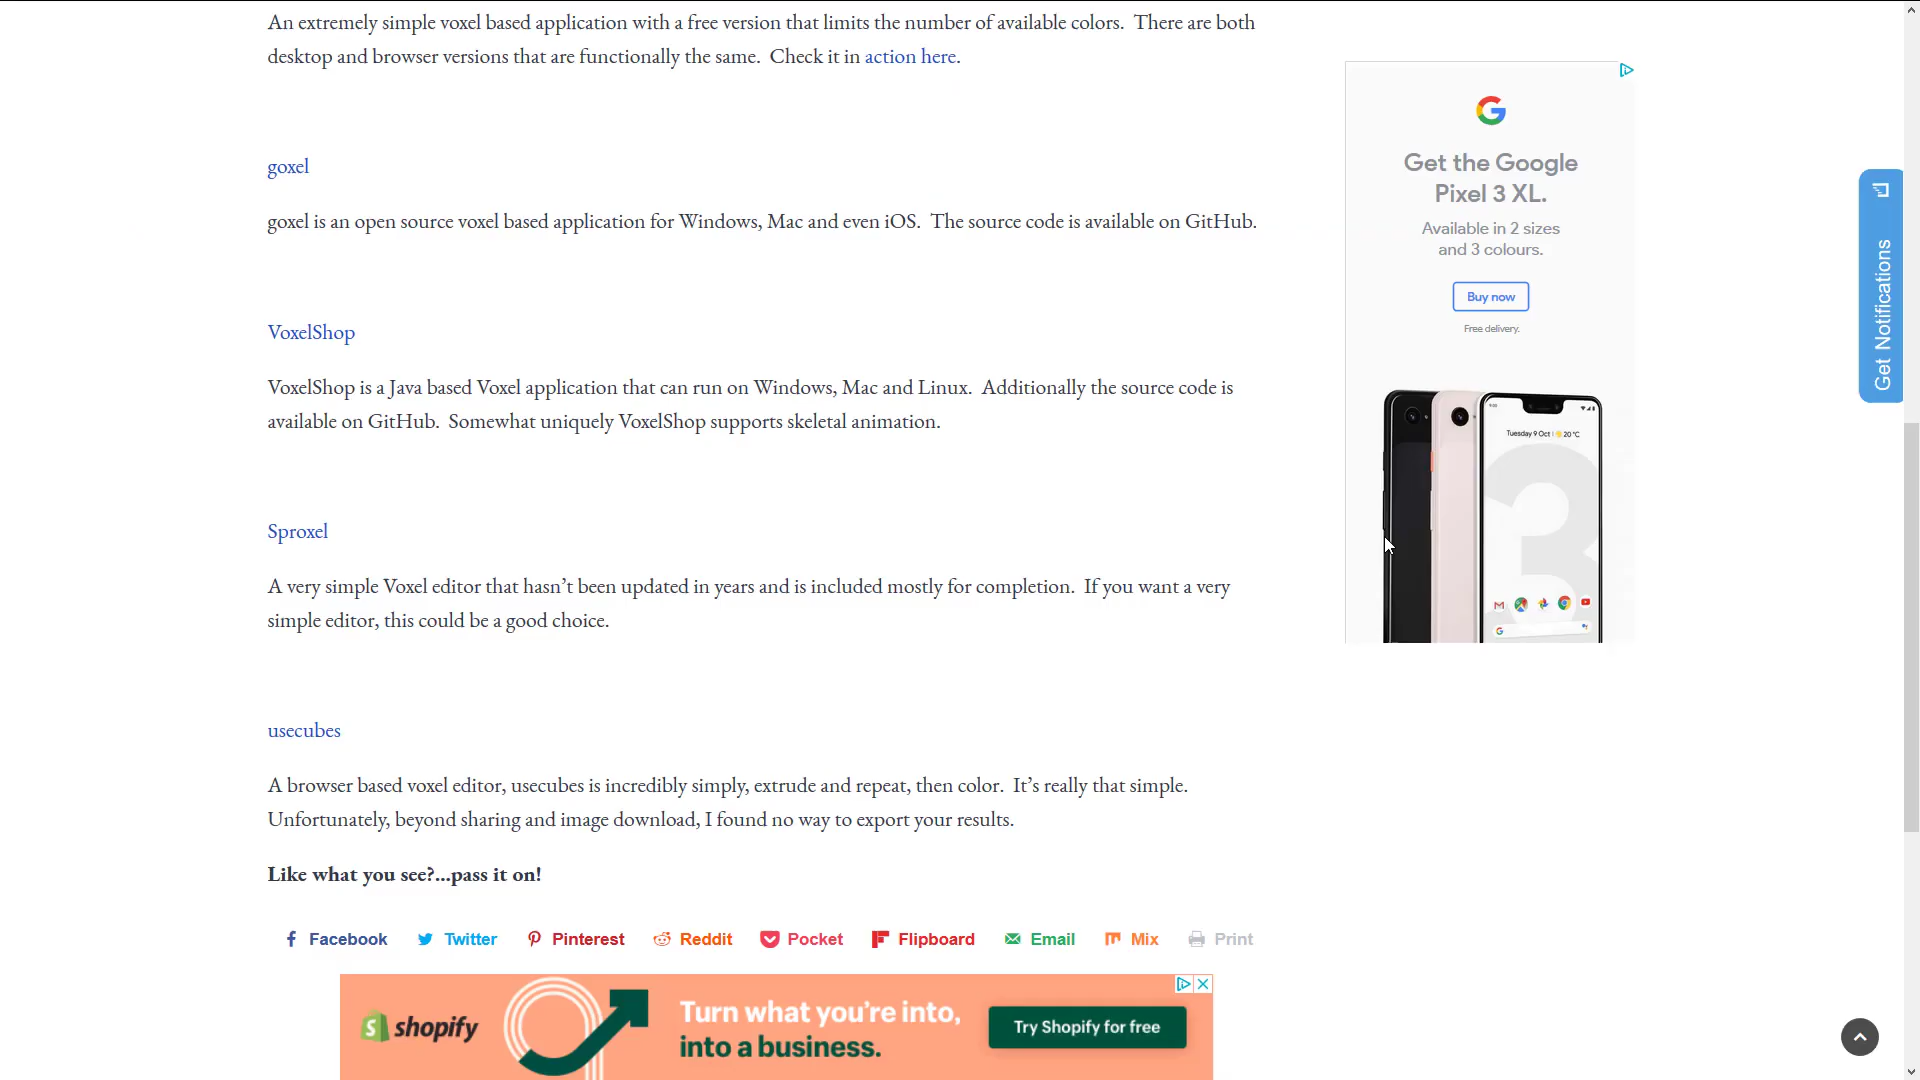 An extremely simple voxel based application with a free version that limits the number of available colors.  There are both
desktop and browser versions that are functionally the same.  Check it in action here.
goxel
goxel is an open source voxel based application for Windows, Mac and even iOS.  The source code is available on GitHub.
VoxelShop
VoxelShop is a Java based Voxel application that can run on Windows, Mac and Linux.  Additionally the source code is
available on GitHub.  Somewhat uniquely VoxelShop supports skeletal animation.
Sproxel
A very simple Voxel editor that hasn’t been updated in years and is included mostly for completion.  If you want a very
simple editor, this could be a good choice.
usecubes
A browser based voxel editor, usecubes is incredibly simply, extrude and repeat, then color.  It’s really that simple.
Unfortunately, beyond sharing and image download, I found no way to export your results.
Like what you see?...pass it on!
Facebook Twitter Pinterest Reddit Pocket Flipboard Email Mix Print
shopify
Turn what you're into,
into a business.
Try Shopify for free
Get the Google
Pixel 3 XL.
Available in 2 sizes
and 3 colours.
Buy now
Free delivery.
Tuesday 9 Oct | 20 °C
3
Get Notifications